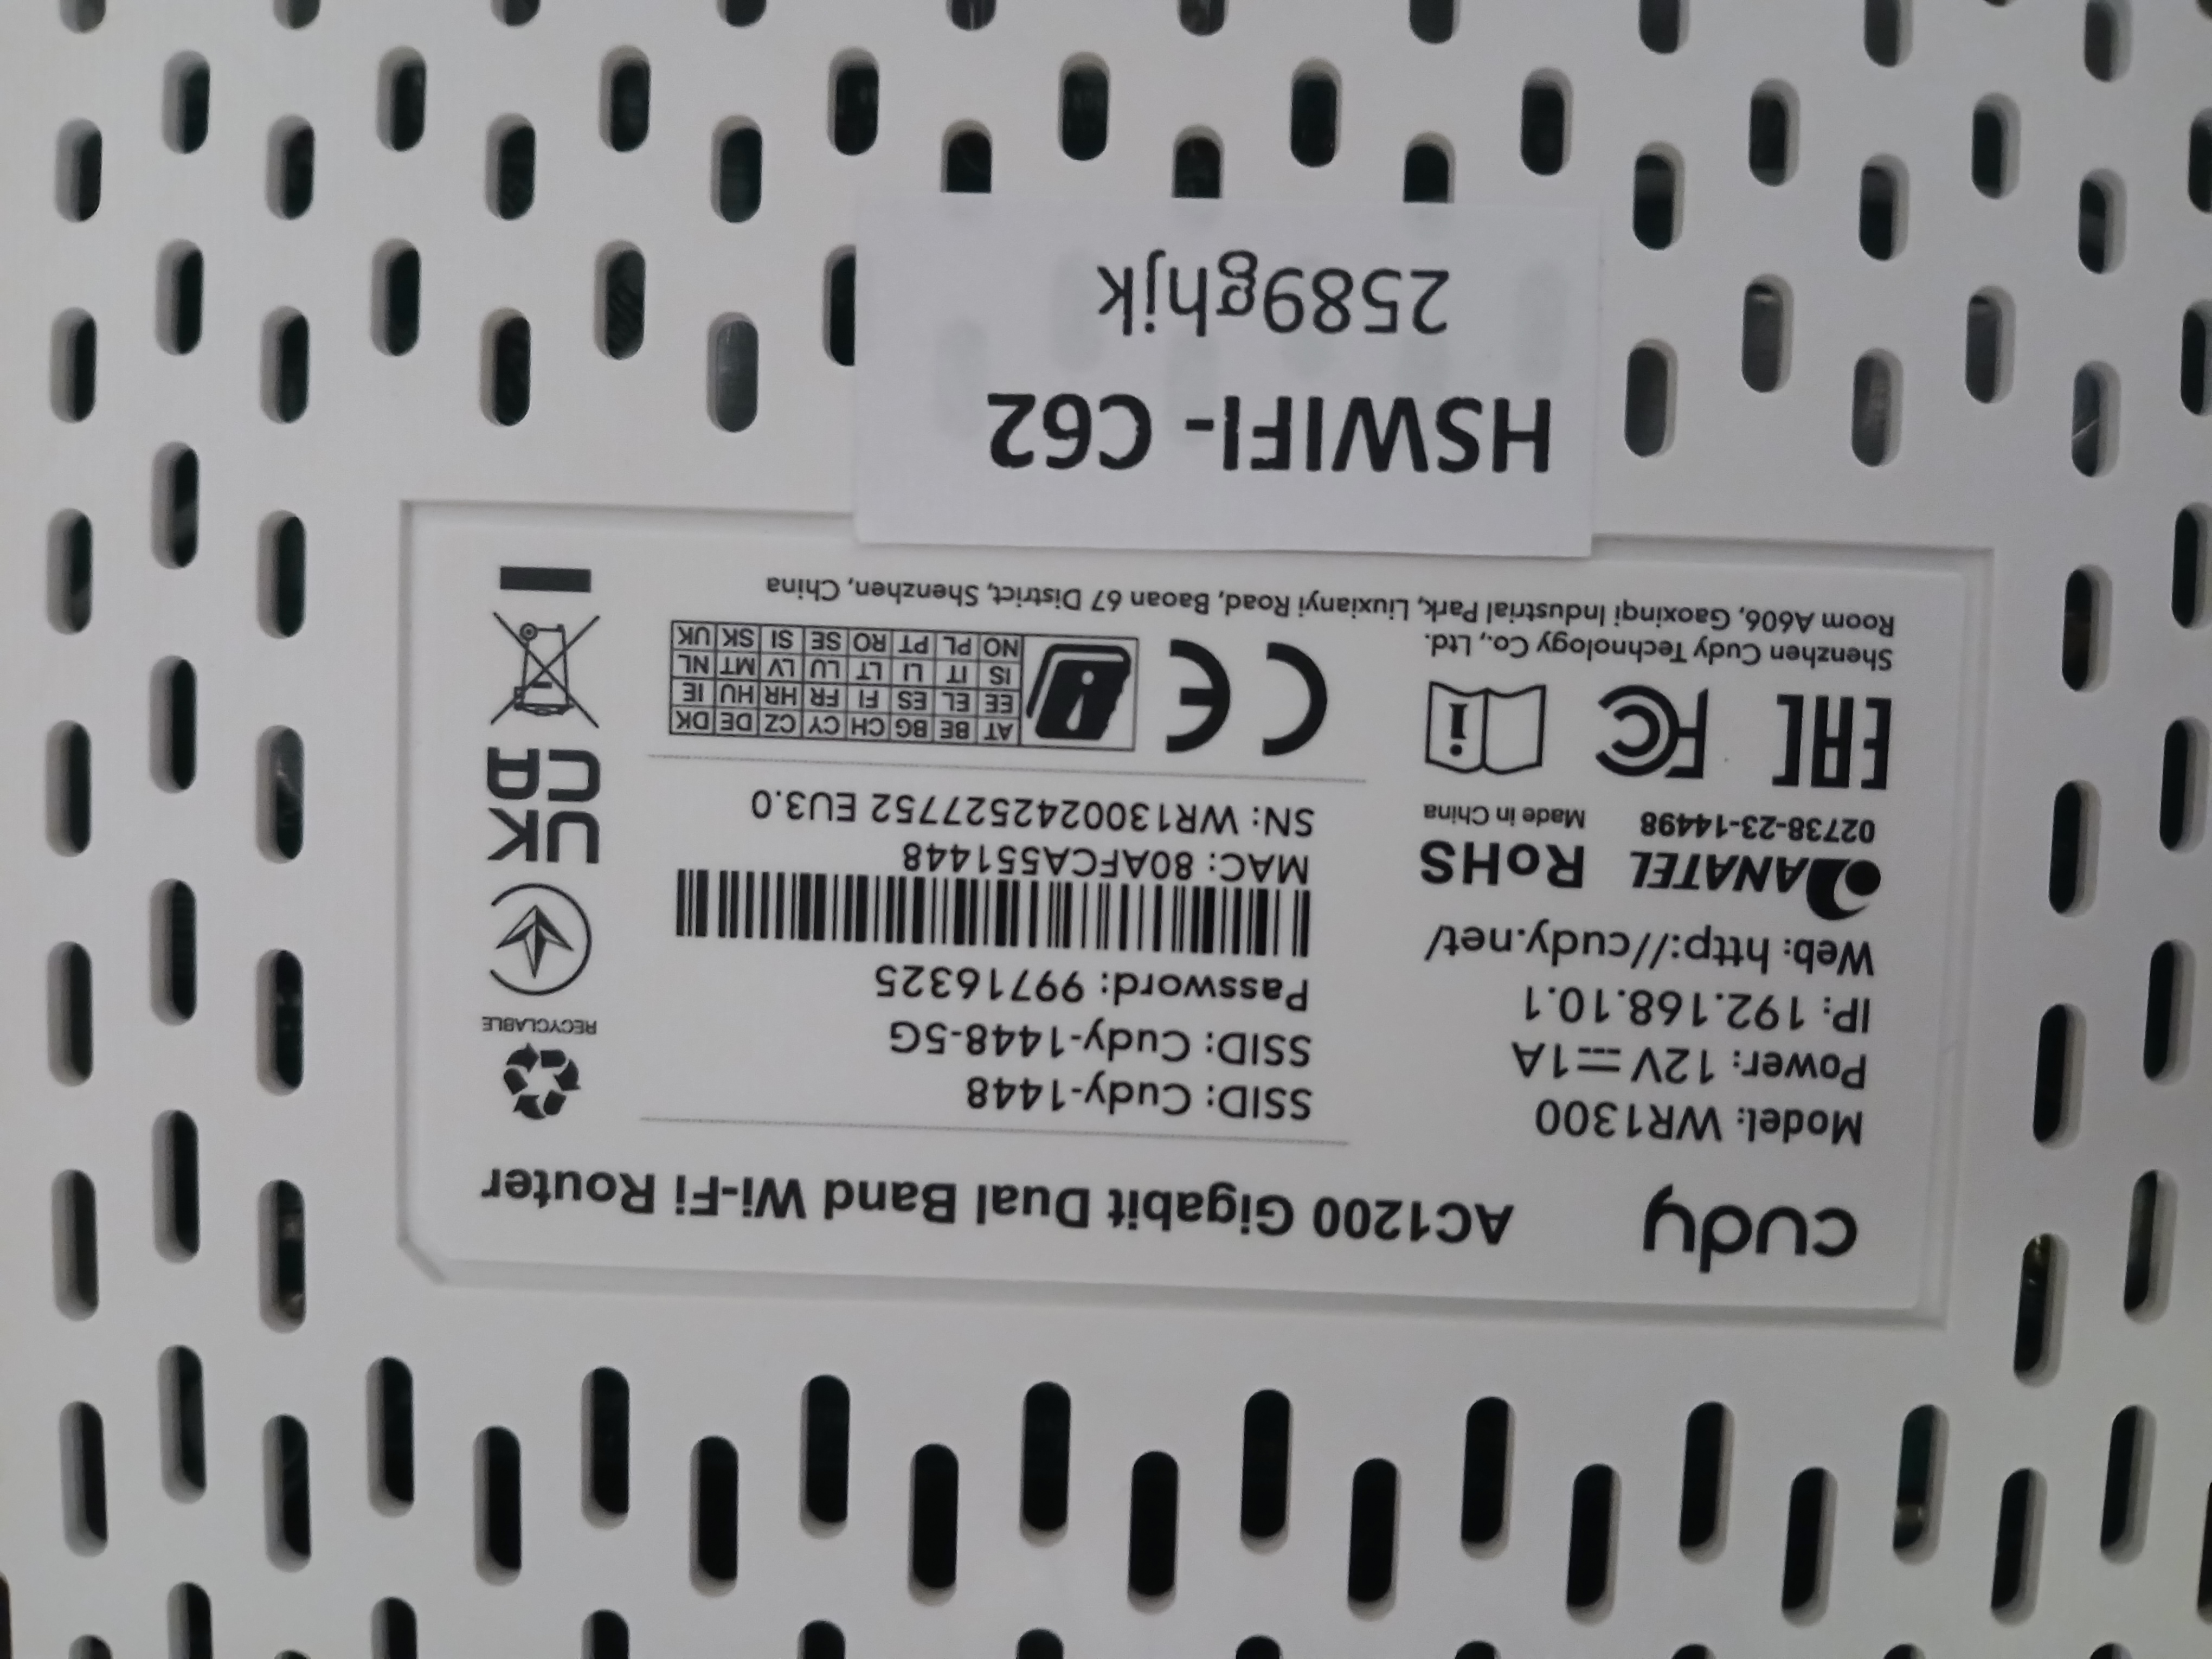 cudy
AC1200 Gigabit Dual Band Wi-Fi Router
Model: WR1300
Power: 12V⎓1A
IP: 192.168.10.1
Web: http://cudy.net/
ANATEL RoHS
02738-23-14498 Made in China
EAC FC
Shenzhen Cudy Technology Co., Ltd.
Room A606, Gaoxinqi Industrial Park, Liuxianyi Road, Baoan 67 District, Shenzhen, China
SSID: Cudy-1448
SSID: Cudy-1448-5G
Password: 99716325
MAC: 80AFCA551448
SN: WR1300242527752 EU3.0
CE
AT BE BG CH CY CZ DE DK
EE EL ES FI FR HR HU IE
IS IT LI LT LU LV MT NL
NO PL PT RO SE SI SK UK
RECYCLABLE
UK
CA
HSWIFI- C62
2589ghjk